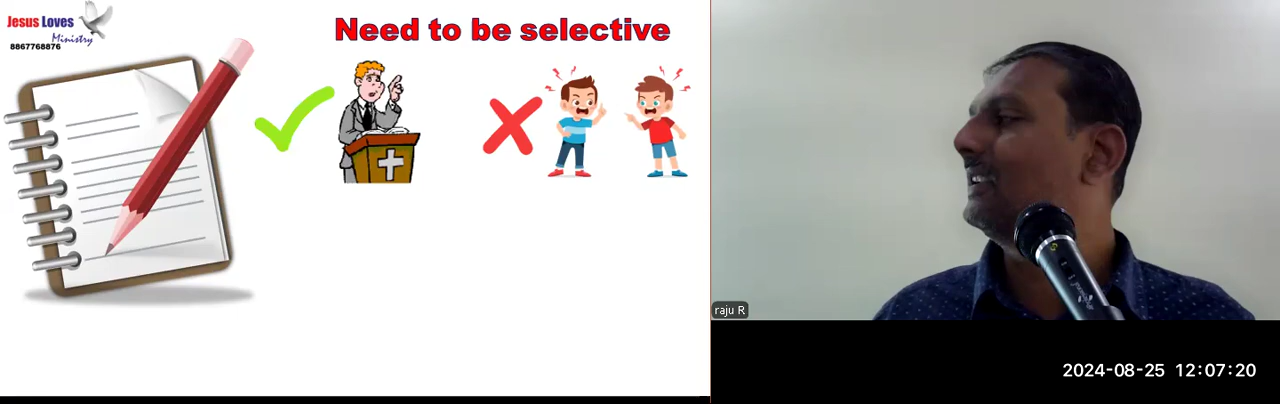 Jesus Loves
Ministry
8867768876
Need to be selective
raju R
2024-08-25 12:07:20